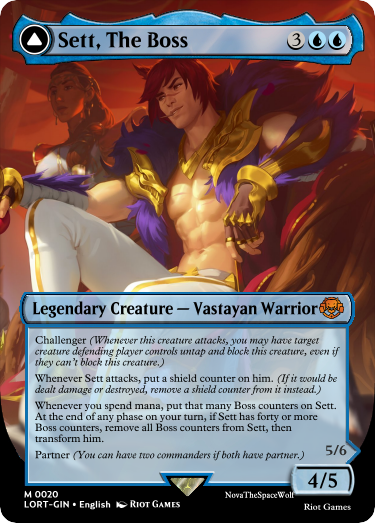 Sett, The Boss 3
Legendary Creature — Vastayan Warrior
Challenger (Whenever this creature attacks, you may have target
creature defending player controls untap and block this creature, even if
they can't block this creature.)
Whenever Sett attacks, put a shield counter on him. (If it would be
dealt damage or destroyed, remove a shield counter from it instead.)
Whenever you spend mana, put that many Boss counters on Sett.
At the end of any phase on your turn, if Sett has forty or more
Boss counters, remove all Boss counters from Sett, then
transform him.
Partner (You can have two commanders if both have partner.)
5/6
4/5
M 0020
LORT-GIN • English Riot Games
NovaTheSpaceWolf
Riot Games